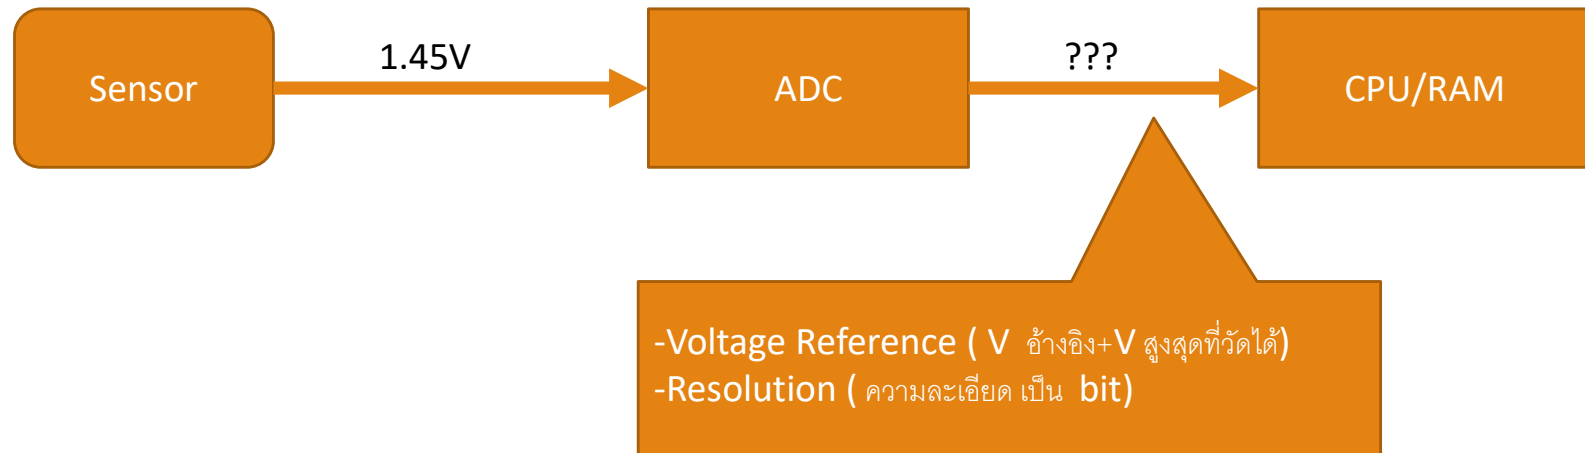 Sensor
1.45V
ADC
???
CPU/RAM
-Voltage Reference ( V อ้างอิง+V สูงสุดที่วัดได้)
-Resolution ( ความละเอียด เป็น bit)